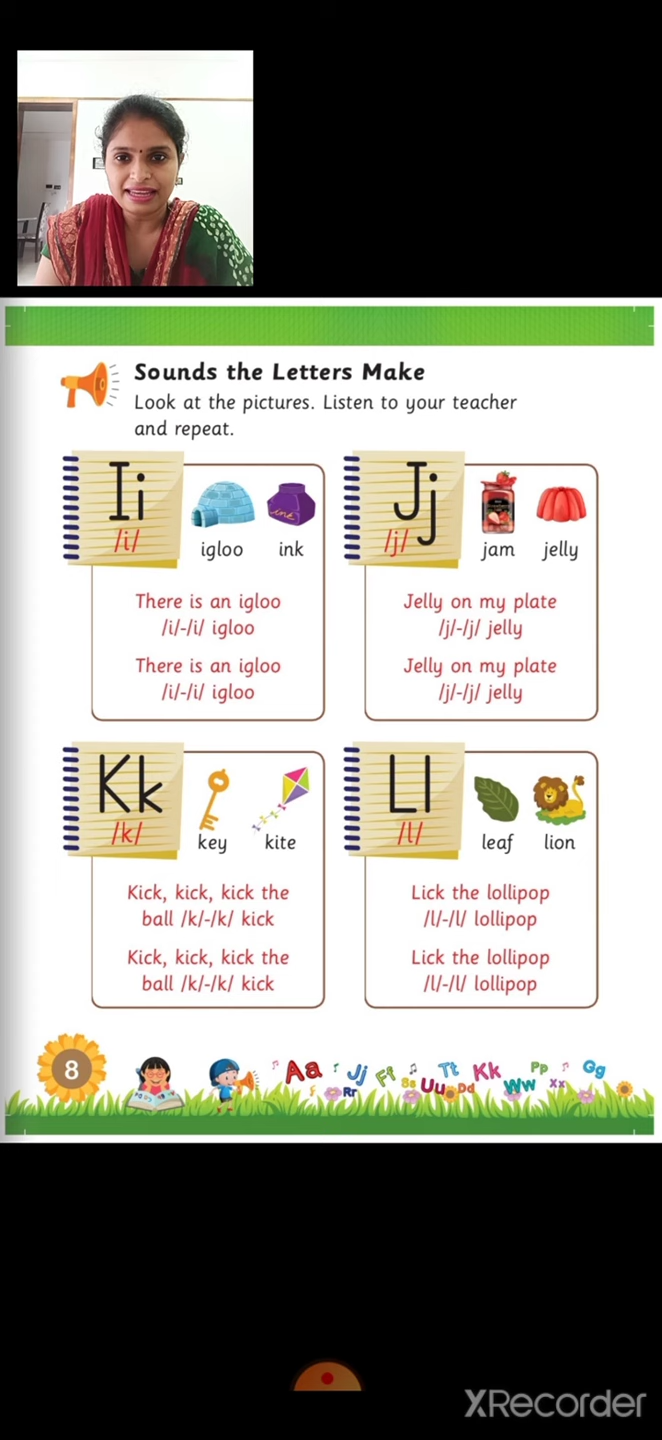 Sounds the Letters Make
Look at the pictures. Listen to your teacher
and repeat.
Ii
/i/
igloo ink
There is an igloo
/i/-/i/ igloo
There is an igloo
/i/-/i/ igloo
Jj
/j/
jam jelly
Jelly on my plate
/j/-/j/ jelly
Jelly on my plate
/j/-/j/ jelly
Kk
/k/
key kite
Kick, kick, kick the
ball /k/-/k/ kick
Kick, kick, kick the
ball /k/-/k/ kick
Ll
/l/
leaf lion
Lick the lollipop
/l/-/l/ lollipop
Lick the lollipop
/l/-/l/ lollipop
ink
8
Aa Jj Ff Tt Kk Pp Gg
Rr Ss Uu Dd Ww Xx
XRecorder